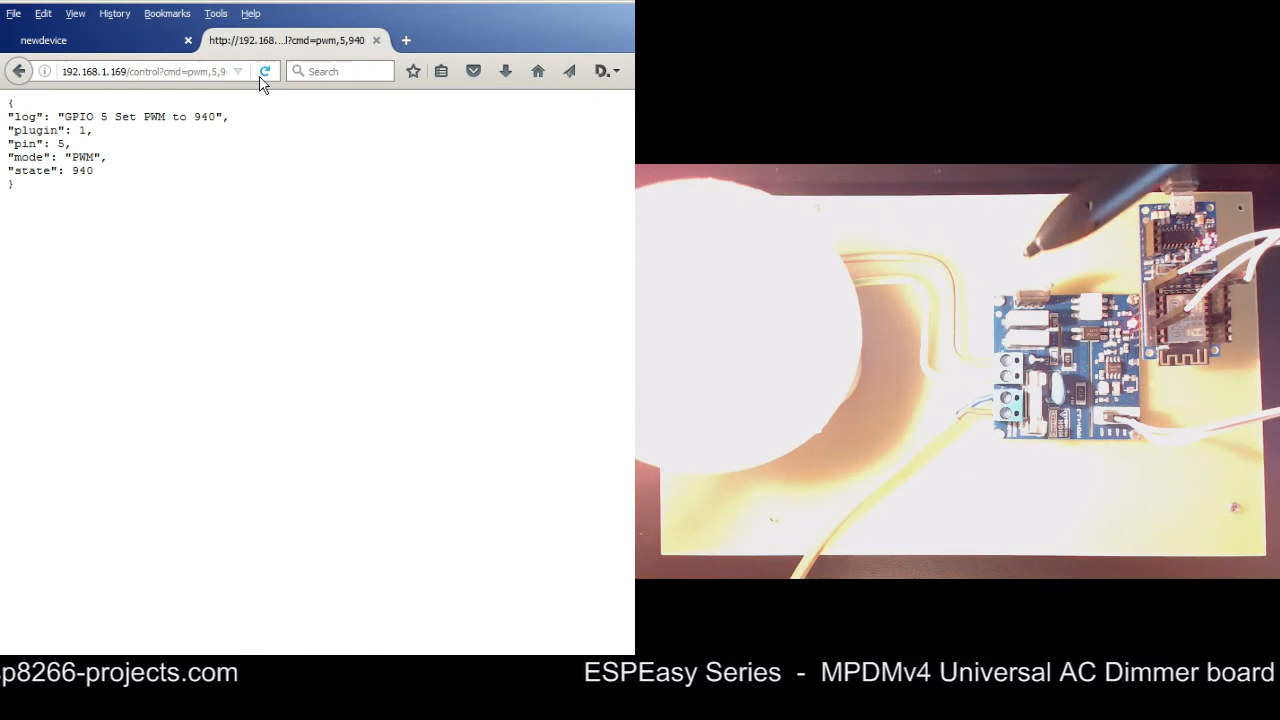 File Edit View History Bookmarks Tools Help
newdevice
http://192.168. ...l?cmd=pwm,5,940
192.168.1.169/control?cmd=pwm,5,9
Search
D.
{
"log": "GPIO 5 Set PWM to 940",
"plugin": 1,
"pin": 5,
"mode": "PWM",
"state": 940
}
HIGH
sp8266-projects.com
ESPEasy Series - MPDMv4 Universal AC Dimmer board